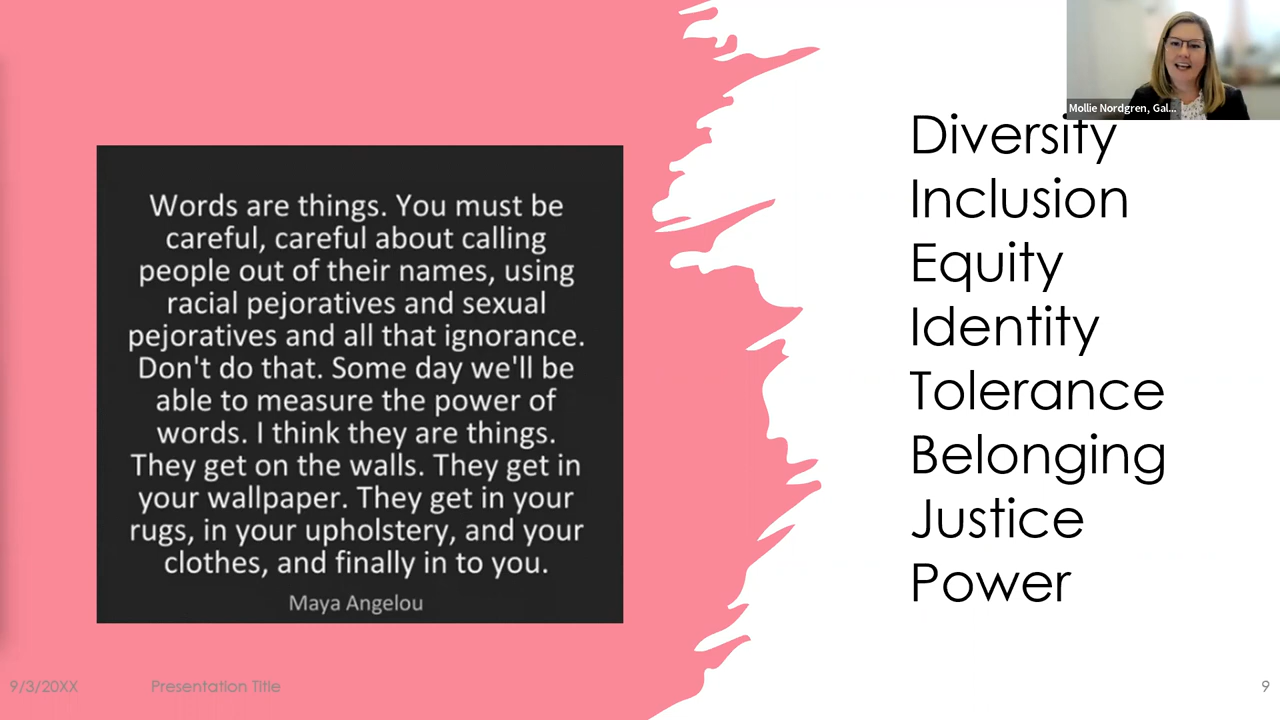 Mollie Nordgren, Gal...
Words are things. You must be
careful, careful about calling
people out of their names, using
racial pejoratives and sexual
pejoratives and all that ignorance.
Don't do that. Some day we'll be
able to measure the power of
words. I think they are things.
They get on the walls. They get in
your wallpaper. They get in your
rugs, in your upholstery, and your
clothes, and finally in to you.
Maya Angelou
Diversity
Inclusion
Equity
Identity
Tolerance
Belonging
Justice
Power
9/3/20XX
Presentation Title
9